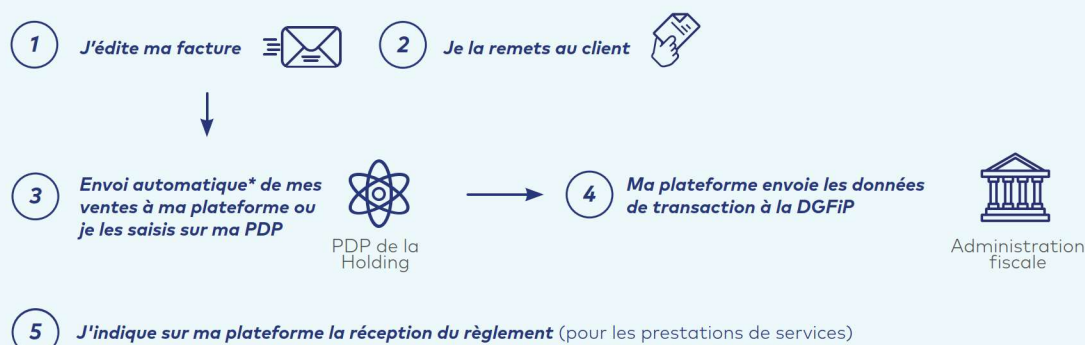 1 J'édite ma facture
2 Je la remets au client
3 Envoi automatique* de mes
ventes à ma plateforme ou
je les saisis sur ma PDP
PDP de la
Holding
4 Ma plateforme envoie les données
de transaction à la DGFiP
Administration
fiscale
5 J'indique sur ma plateforme la réception du règlement (pour les prestations de services)